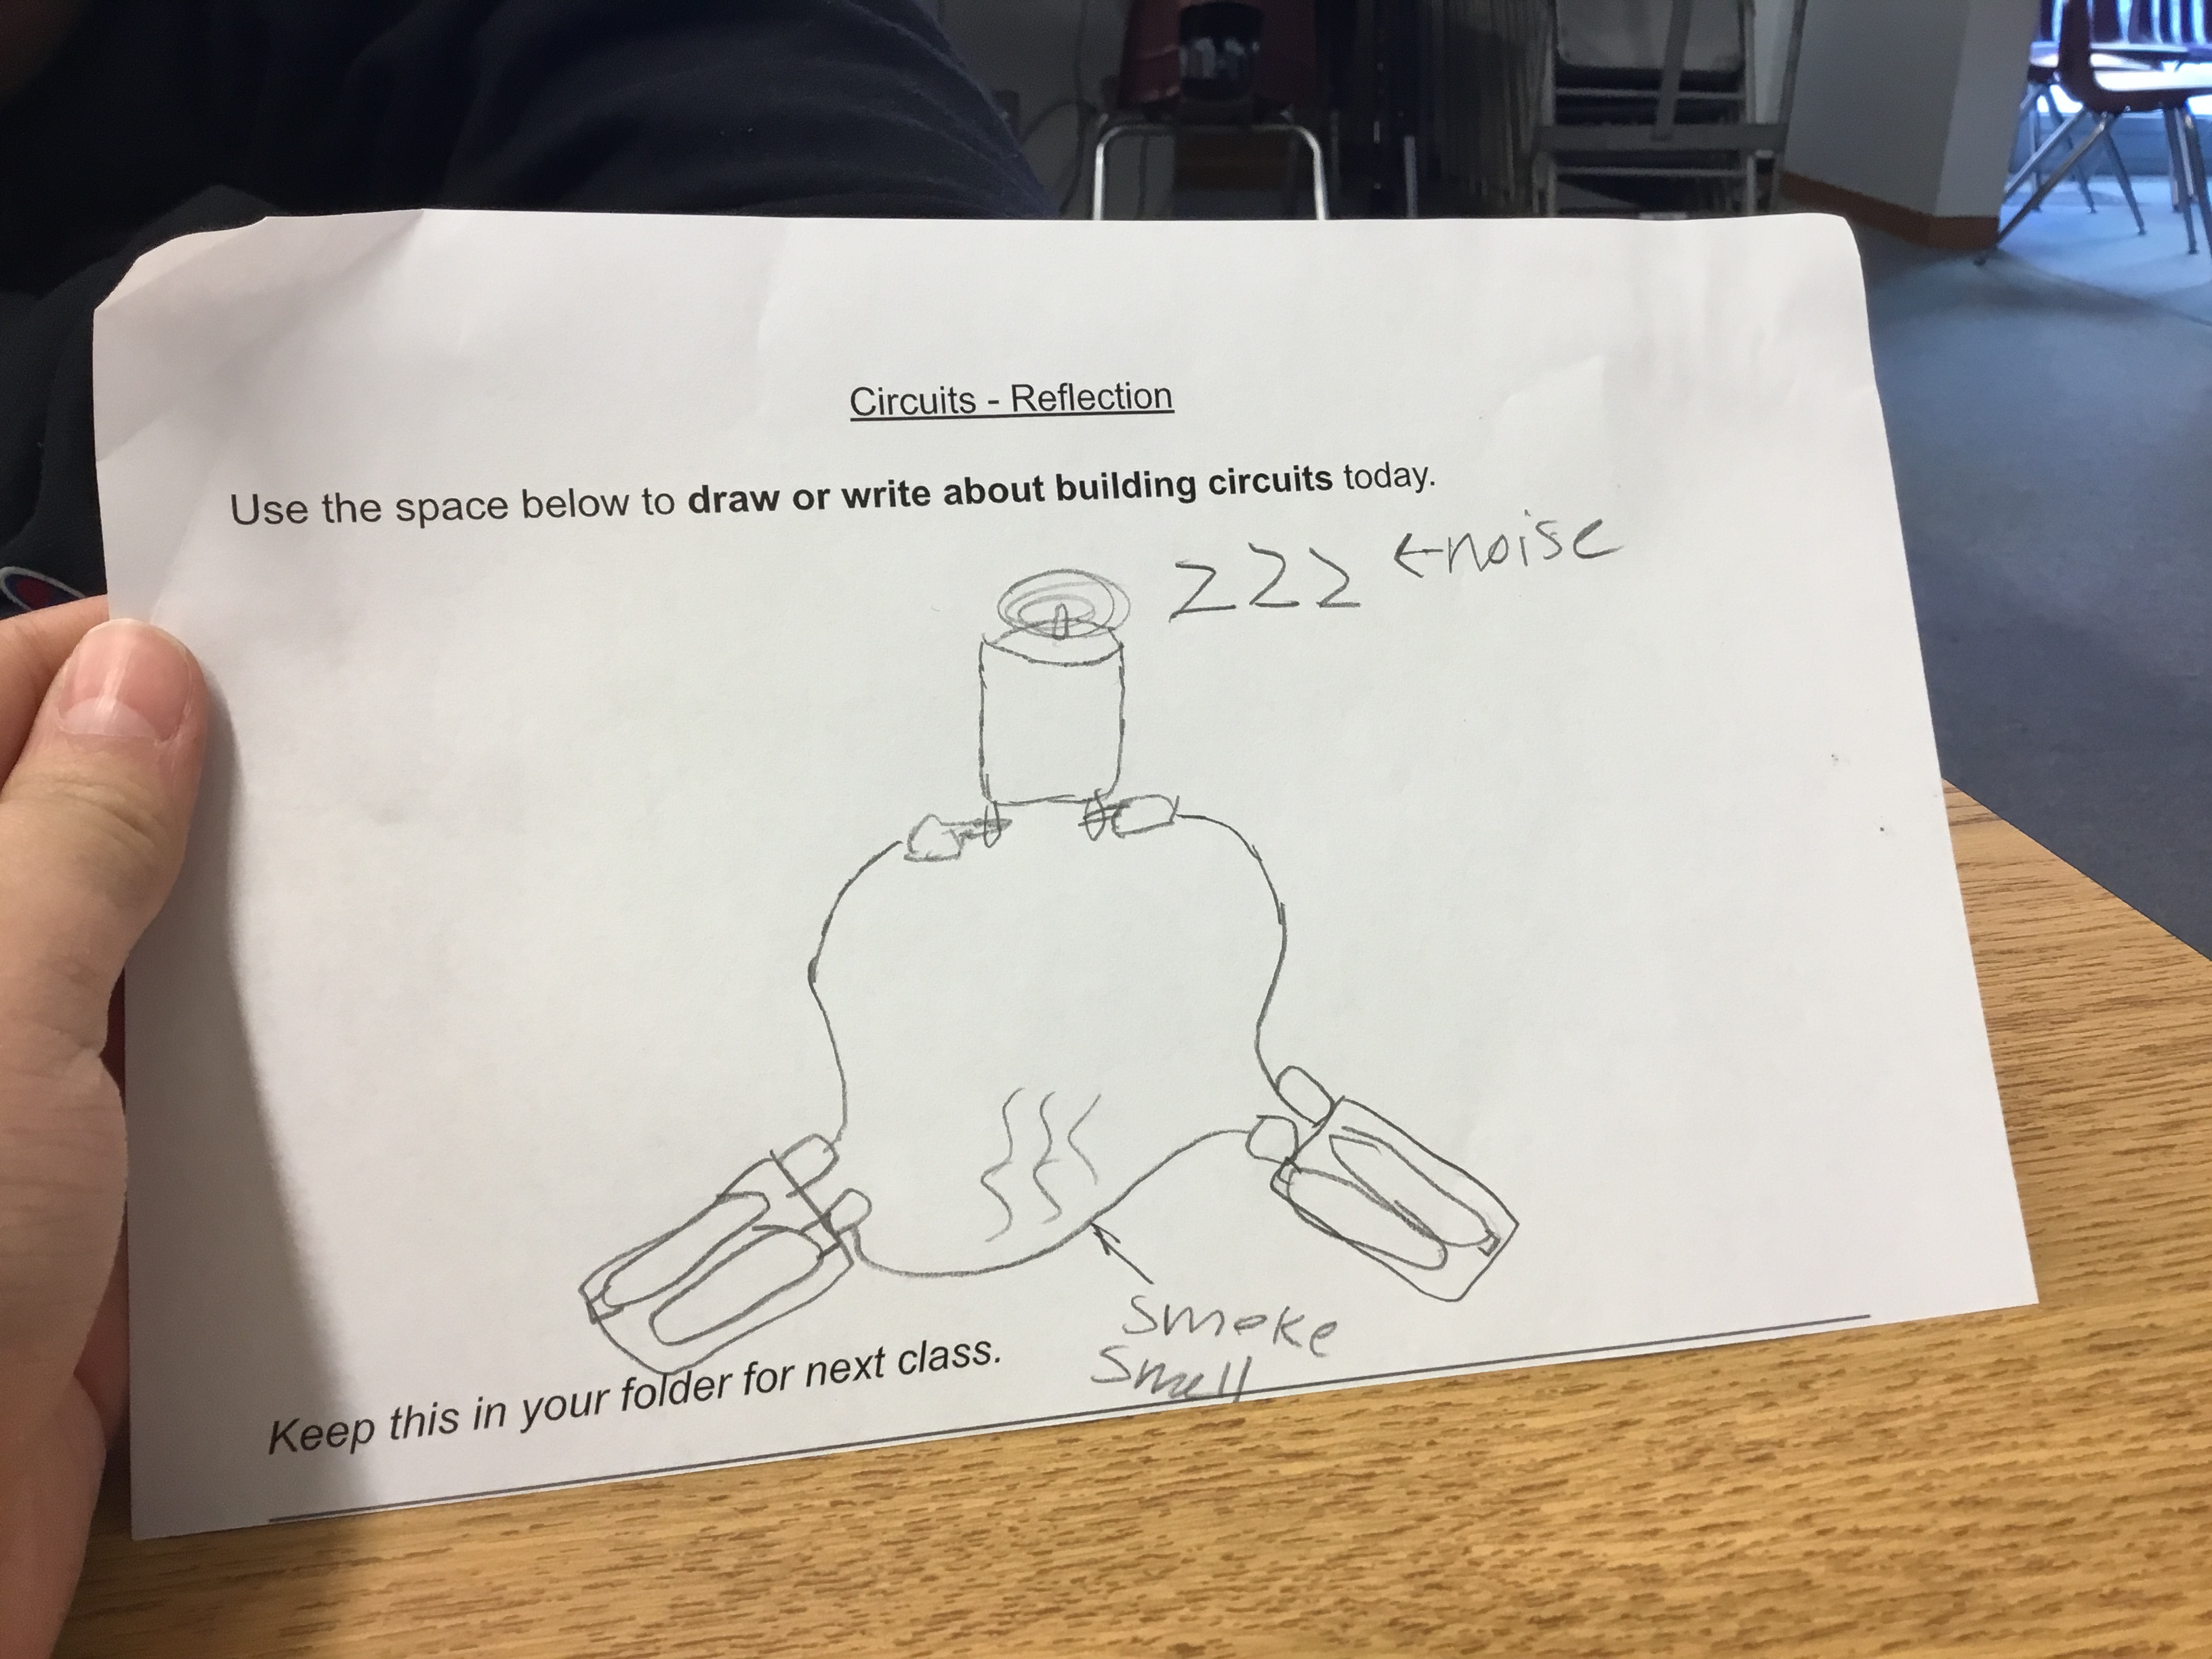 Circuits - Reflection
Use the space below to draw or write about building circuits today.
ZZZ ←noise
Smoke
Smell
Keep this in your folder for next class.